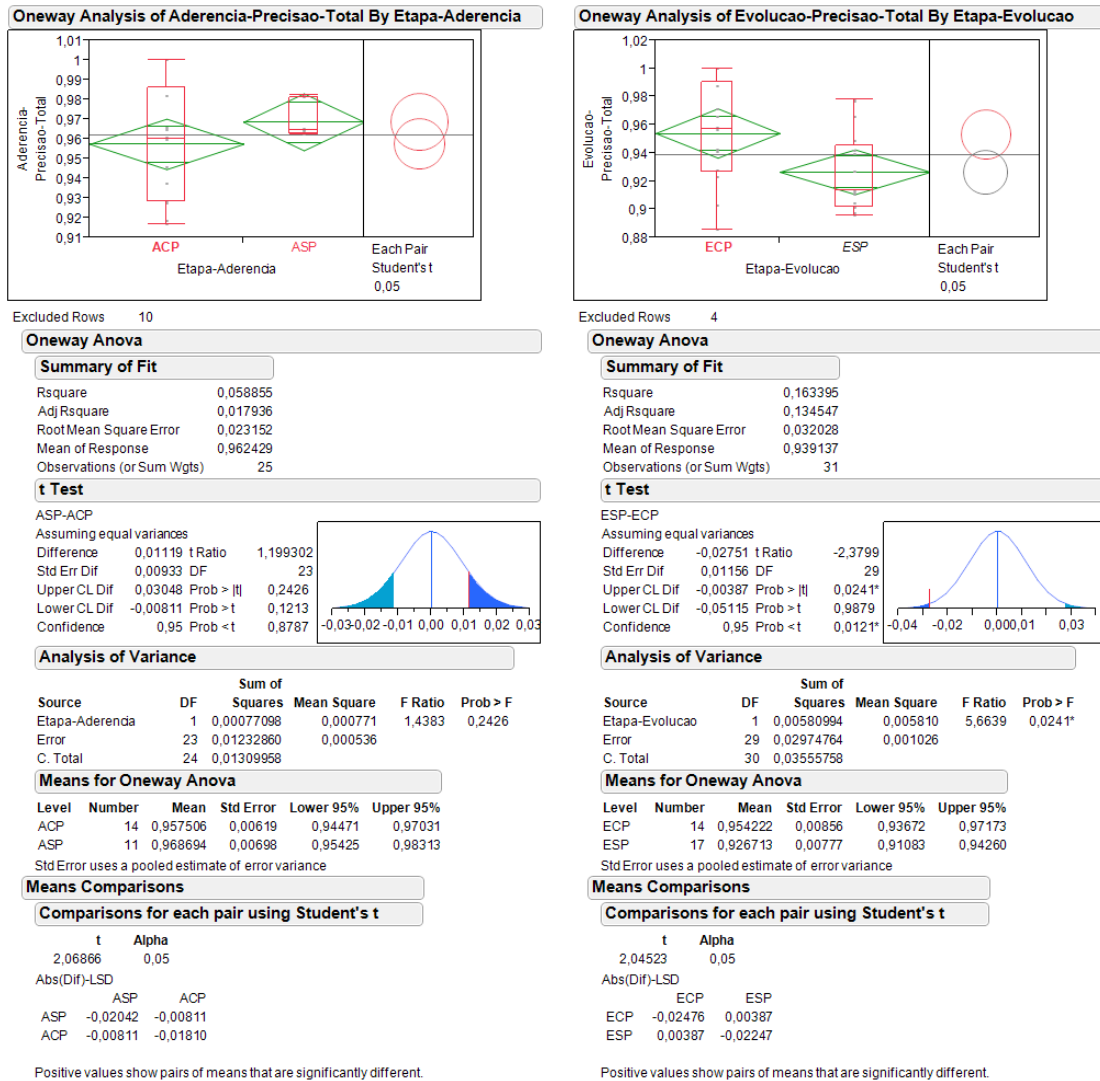 Oneway Analysis of Aderencia-Precisao-Total By Etapa-Aderencia
1,01
1
0,99
0,98
0,97
0,96
0,95
0,94
0,93
0,92
0,91
Aderencia-
Precisao-Total
ACP
ASP
Etapa-Aderencia
Each Pair
Student's t
0,05
Excluded Rows 10
Oneway Anova
Summary of Fit
Rsquare 0,058855
Adj Rsquare 0,017936
Root Mean Square Error 0,023152
Mean of Response 0,962429
Observations (or Sum Wgts) 25
t Test
ASP-ACP
Assuming equal variances
Difference 0,01119 t Ratio 1,199302
Std Err Dif 0,00933 DF 23
Upper CL Dif 0,03048 Prob > |t| 0,2426
Lower CL Dif -0,00811 Prob > t 0,1213
Confidence 0,95 Prob < t 0,8787
-0,03 -0,02 -0,01 0,00 0,01 0,02 0,03
Analysis of Variance
Sum of
Source DF Squares Mean Square F Ratio Prob > F
Etapa-Aderencia 1 0,00077098 0,000771 1,4383 0,2426
Error 23 0,01232860 0,000536
C. Total 24 0,01309958
Means for Oneway Anova
Level Number Mean Std Error Lower 95% Upper 95%
ACP 14 0,957506 0,00619 0,94471 0,97031
ASP 11 0,968694 0,00698 0,95425 0,98313
Std Error uses a pooled estimate of error variance
Means Comparisons
Comparisons for each pair using Student's t
t Alpha
2,06866 0,05
Abs(Dif)-LSD
ASP ACP
ASP -0,02042 -0,00811
ACP -0,00811 -0,01810
Positive values show pairs of means that are significantly different.
Oneway Analysis of Evolucao-Precisao-Total By Etapa-Evolucao
1,02
1
0,98
0,96
0,94
0,92
0,9
0,88
Evolucao-
Precisao-Total
ECP
ESP
Etapa-Evolucao
Each Pair
Student's t
0,05
Excluded Rows 4
Oneway Anova
Summary of Fit
Rsquare 0,163395
Adj Rsquare 0,134547
Root Mean Square Error 0,032028
Mean of Response 0,939137
Observations (or Sum Wgts) 31
t Test
ESP-ECP
Assuming equal variances
Difference -0,02751 t Ratio -2,3799
Std Err Dif 0,01156 DF 29
Upper CL Dif -0,00387 Prob > |t| 0,0241*
Lower CL Dif -0,05115 Prob > t 0,9879
Confidence 0,95 Prob < t 0,0121*
-0,04 -0,02 0,00 0,01 0,03
Analysis of Variance
Sum of
Source DF Squares Mean Square F Ratio Prob > F
Etapa-Evolucao 1 0,00580994 0,005810 5,6639 0,0241*
Error 29 0,02974764 0,001026
C. Total 30 0,03555758
Means for Oneway Anova
Level Number Mean Std Error Lower 95% Upper 95%
ECP 14 0,954222 0,00856 0,93672 0,97173
ESP 17 0,926713 0,00777 0,91083 0,94260
Std Error uses a pooled estimate of error variance
Means Comparisons
Comparisons for each pair using Student's t
t Alpha
2,04523 0,05
Abs(Dif)-LSD
ECP ESP
ECP -0,02476 0,00387
ESP 0,00387 -0,02247
Positive values show pairs of means that are significantly different.